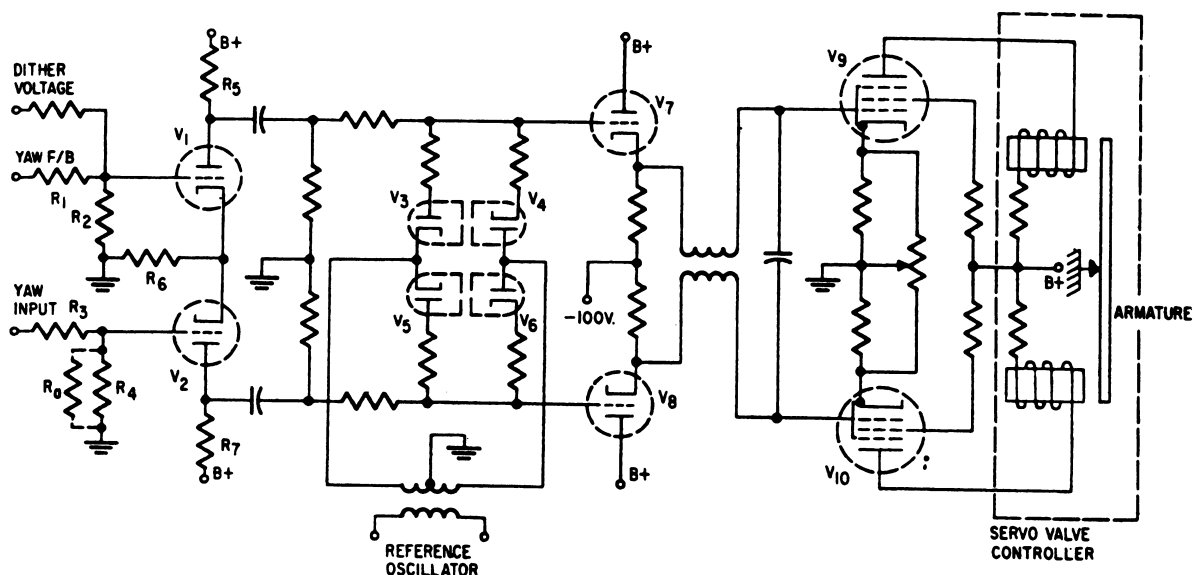 B+
DITHER
VOLTAGE
R5
V1
YAW F/B
R1
R2
R6
YAW
INPUT
R3
V2
Ra
R4
R7
B+
V3
V4
V5
V6
REFERENCE
OSCILLATOR
B+
V7
-100V.
V8
B+
V9
V10
B+
ARMATURE
SERVO VALVE
CONTROLLER